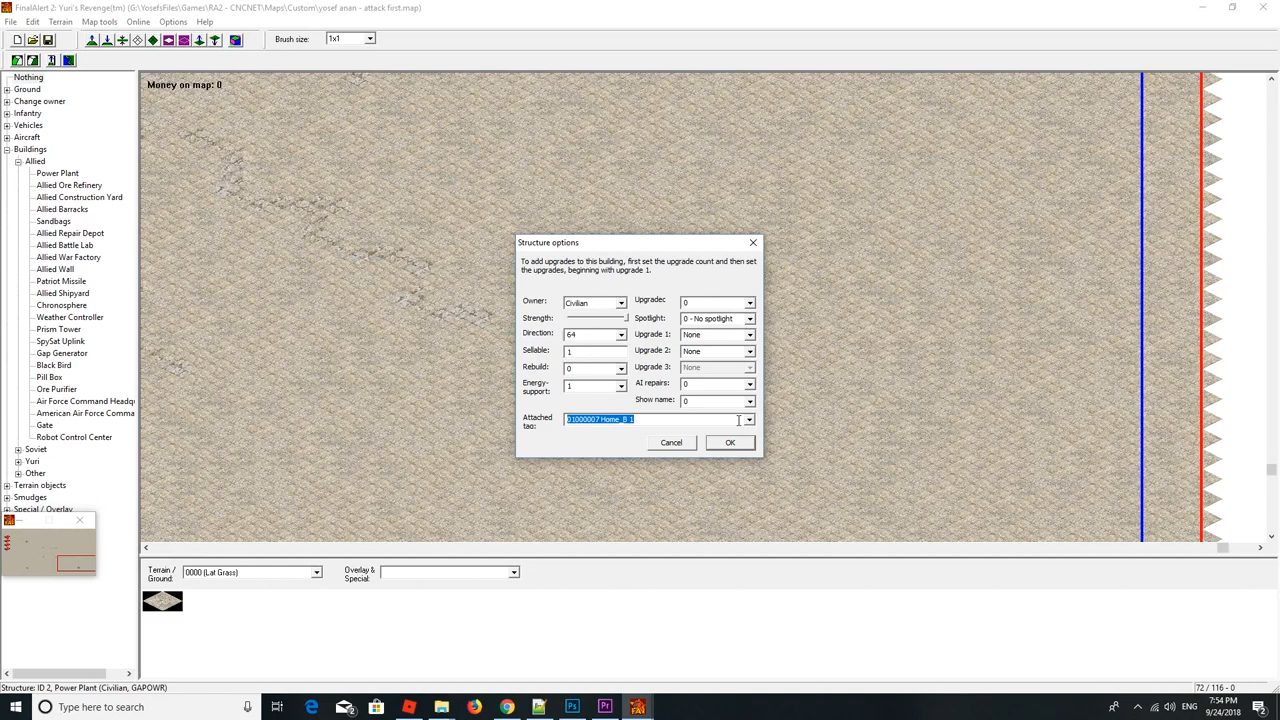 FinalAlert 2: Yuri's Revenge(tm) (G:\YosefsFiles\Games\RA2 - CNCNET\Maps\Custom\yosef anan - attack first.map)
File Edit Terrain Map tools Online Options Help
Brush size: 1x1
Nothing
Ground
Change owner
Infantry
Vehicles
Aircraft
Buildings
Allied
Power Plant
Allied Ore Refinery
Allied Construction Yard
Allied Barracks
Sandbags
Allied Repair Depot
Allied Battle Lab
Allied War Factory
Allied Wall
Patriot Missile
Allied Shipyard
Chronosphere
Weather Controller
Prism Tower
SpySat Uplink
Gap Generator
Black Bird
Pill Box
Ore Purifier
Air Force Command Headq
American Air Force Comma
Gate
Robot Control Center
Soviet
Yuri
Other
Terrain objects
Smudges
Special / Overlay
Money on map: 0
Structure options
To add upgrades to this building, first set the upgrade count and then set
the upgrades, beginning with upgrade 1.
Owner: Civilian Upgradec 0
Strength: Spotlight: 0 - No spotlight
Direction: 64 Upgrade 1: None
Sellable: 1 Upgrade 2: None
Rebuild: 0 Upgrade 3: None
Energy-
support: 1 AI repairs: 0
Show name: 0
Attached
tag: 01000007 Home_B 1
Cancel OK
Terrain /
Ground: 0000 (Lat Grass)
Overlay &
Special:
Structure: ID 2, Power Plant (Civilian, GAPOWR)
72 / 116 - 0
Type here to search
ENG
7:54 PM
9/24/2018